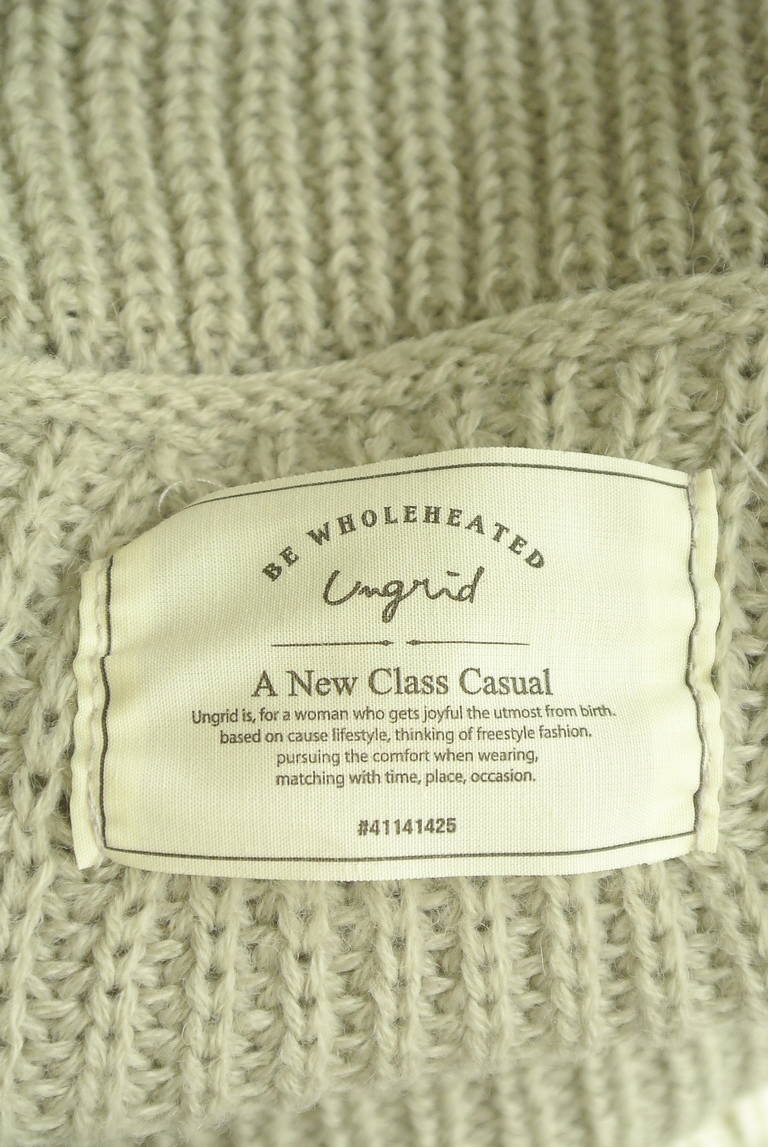 BE WHOLEHEATED
Ungrid
A New Class Casual
Ungrid is, for a woman who gets joyful the utmost from birth.
based on cause lifestyle, thinking of freestyle fashion.
pursuing the comfort when wearing,
matching with time, place, occasion.
#41141425